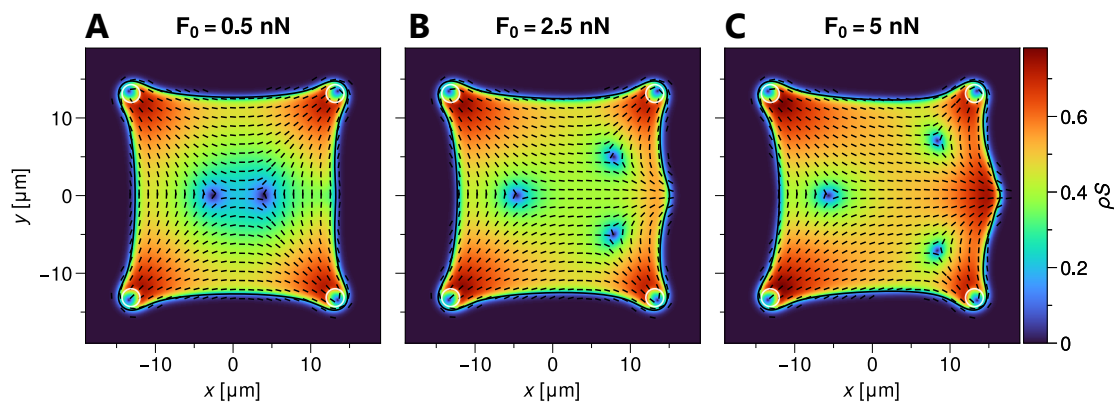 A F₀ = 0.5 nN B F₀ = 2.5 nN C F₀ = 5 nN
10
0
−10
y [µm]
−10 0 10
x [µm]
−10 0 10
x [µm]
−10 0 10
x [µm]
0.6
0.4
0.2
0
ρS